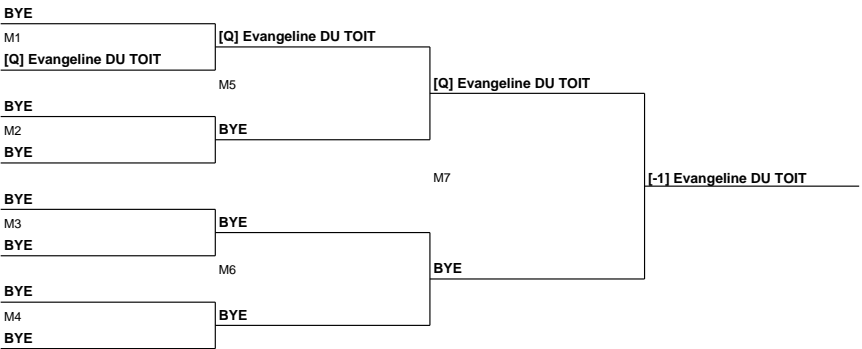 BYE
M1
[Q] Evangeline DU TOIT
[Q] Evangeline DU TOIT
M5
[Q] Evangeline DU TOIT
BYE
M2
BYE
BYE
M7
[-1] Evangeline DU TOIT
BYE
M3
BYE
BYE
M6
BYE
BYE
M4
BYE
BYE